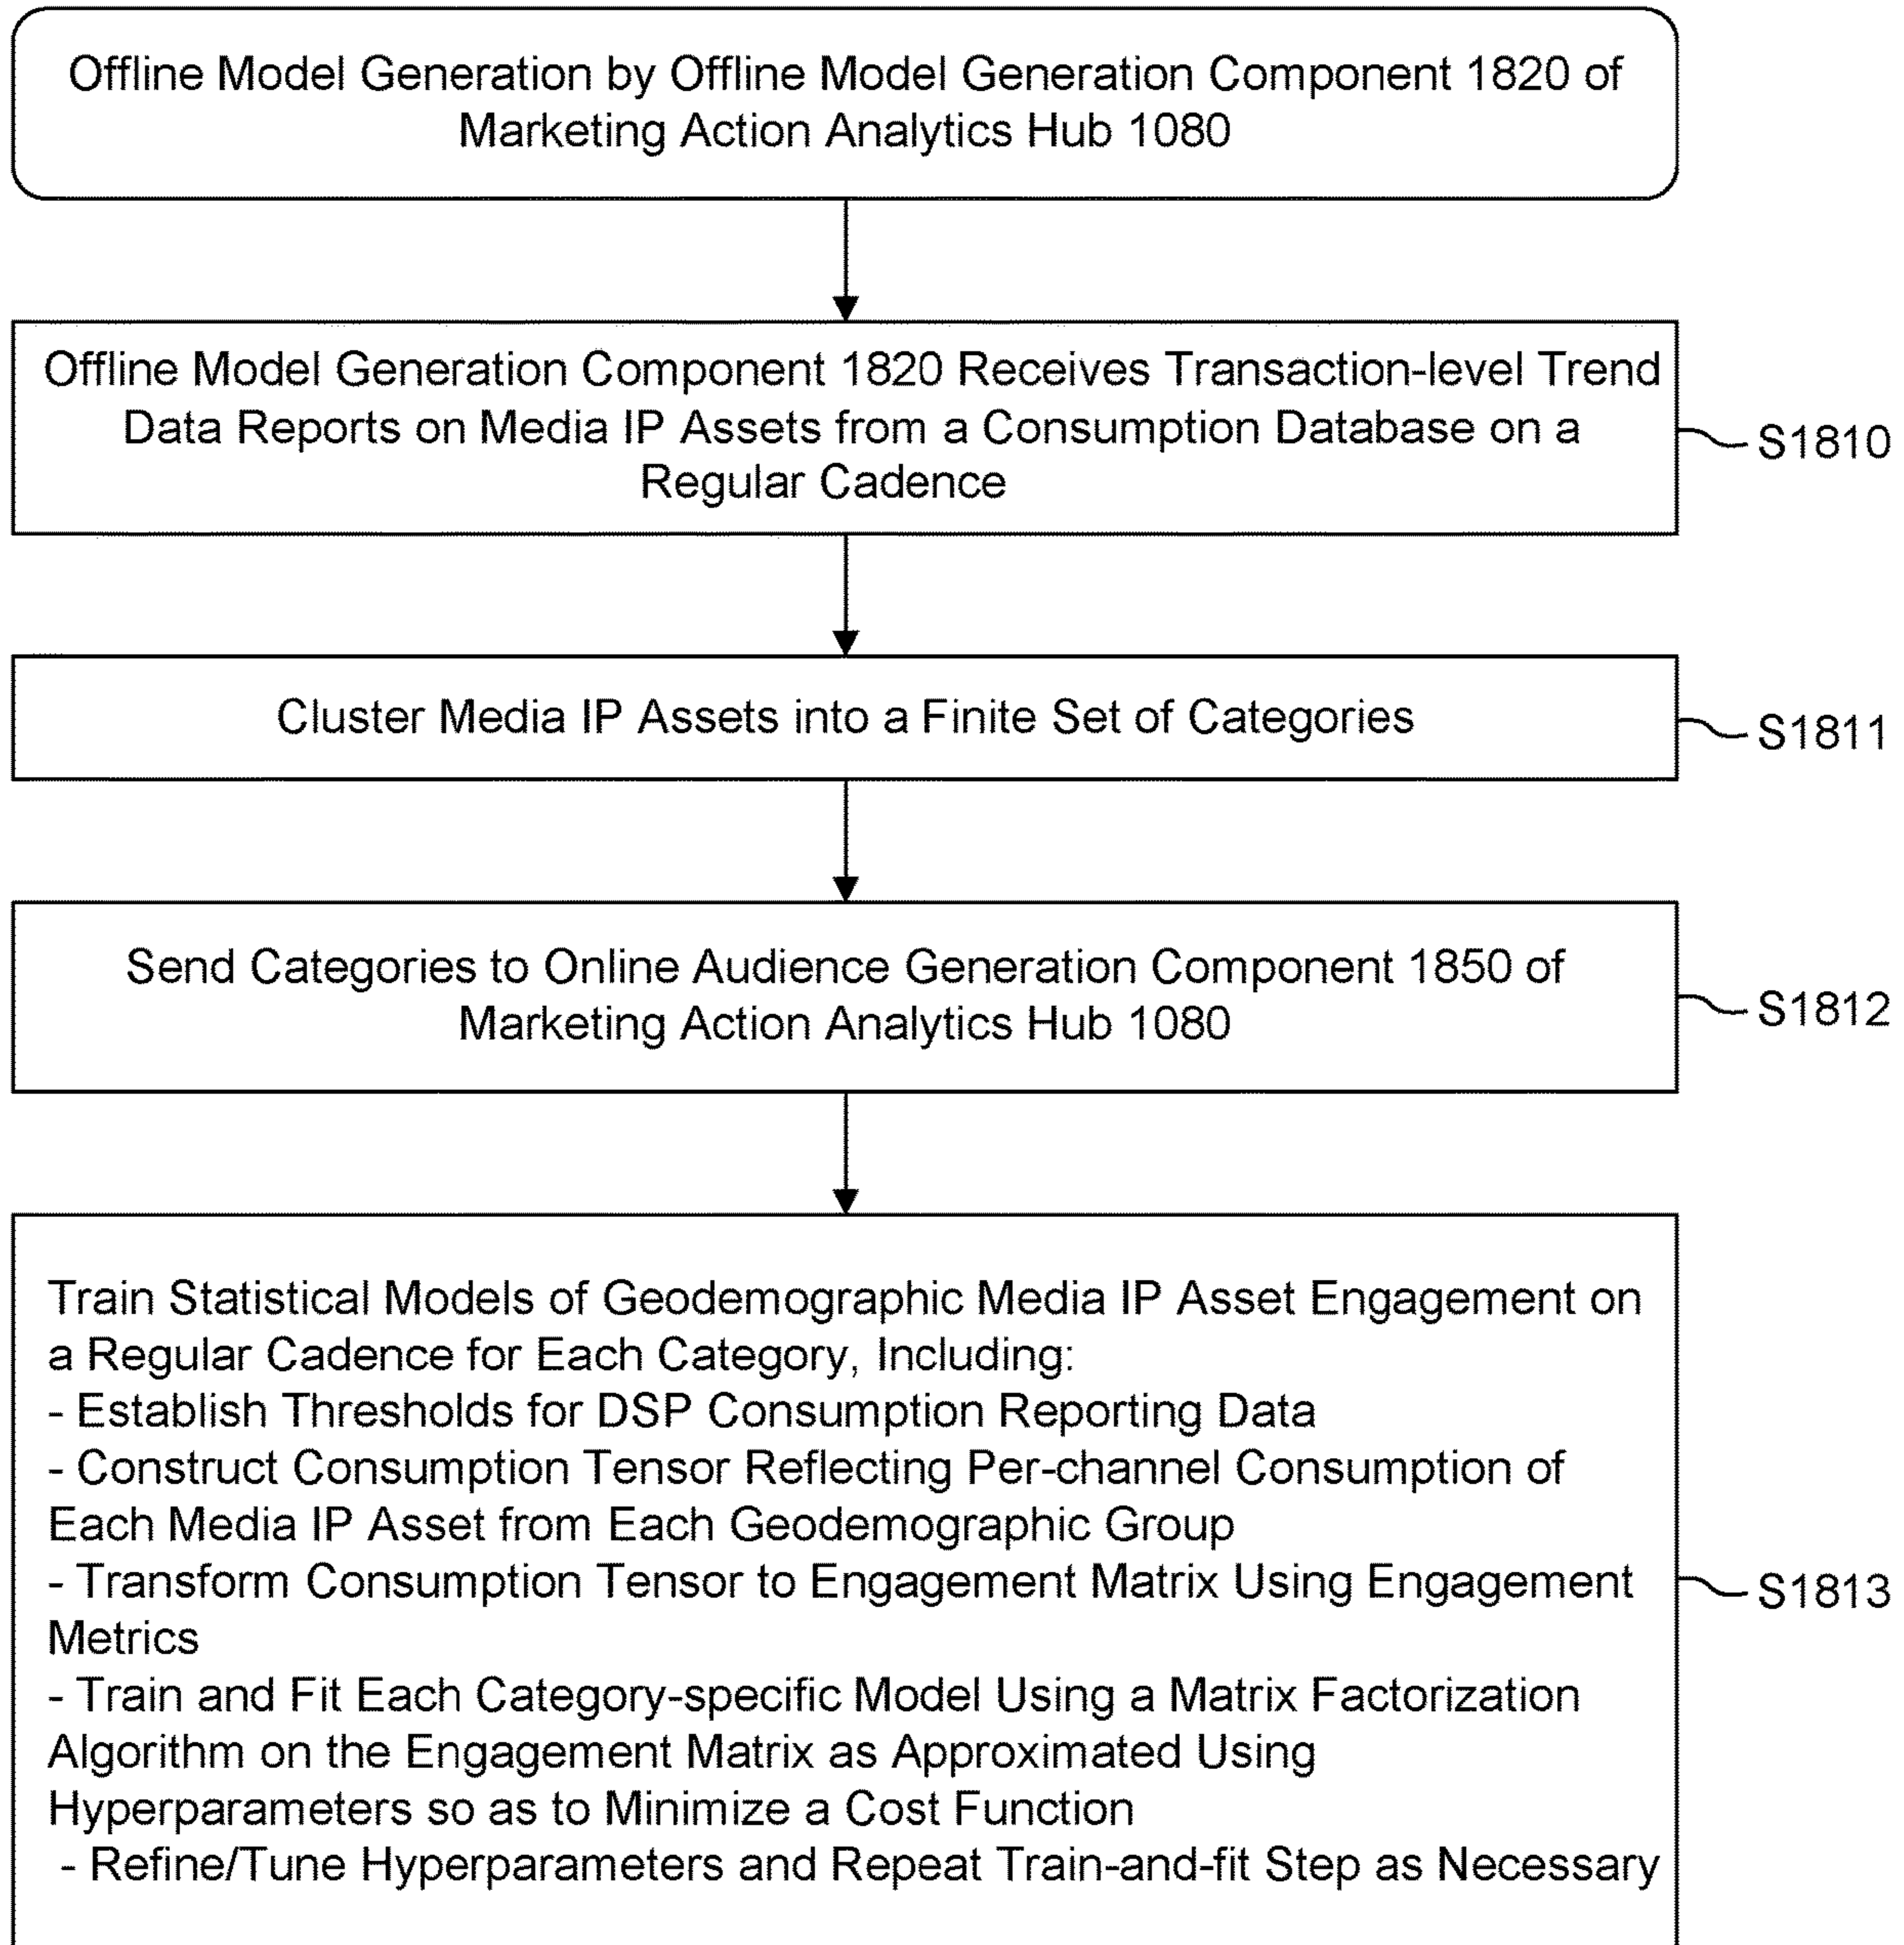 Offline Model Generation by Offline Model Generation Component 1820 of
Marketing Action Analytics Hub 1080
Offline Model Generation Component 1820 Receives Transaction-level Trend
Data Reports on Media IP Assets from a Consumption Database on a
Regular Cadence
S1810
Cluster Media IP Assets into a Finite Set of Categories
S1811
Send Categories to Online Audience Generation Component 1850 of
Marketing Action Analytics Hub 1080
S1812
Train Statistical Models of Geodemographic Media IP Asset Engagement on
a Regular Cadence for Each Category, Including:
- Establish Thresholds for DSP Consumption Reporting Data
- Construct Consumption Tensor Reflecting Per-channel Consumption of
Each Media IP Asset from Each Geodemographic Group
- Transform Consumption Tensor to Engagement Matrix Using Engagement
Metrics
- Train and Fit Each Category-specific Model Using a Matrix Factorization
Algorithm on the Engagement Matrix as Approximated Using
Hyperparameters so as to Minimize a Cost Function
- Refine/Tune Hyperparameters and Repeat Train-and-fit Step as Necessary
S1813